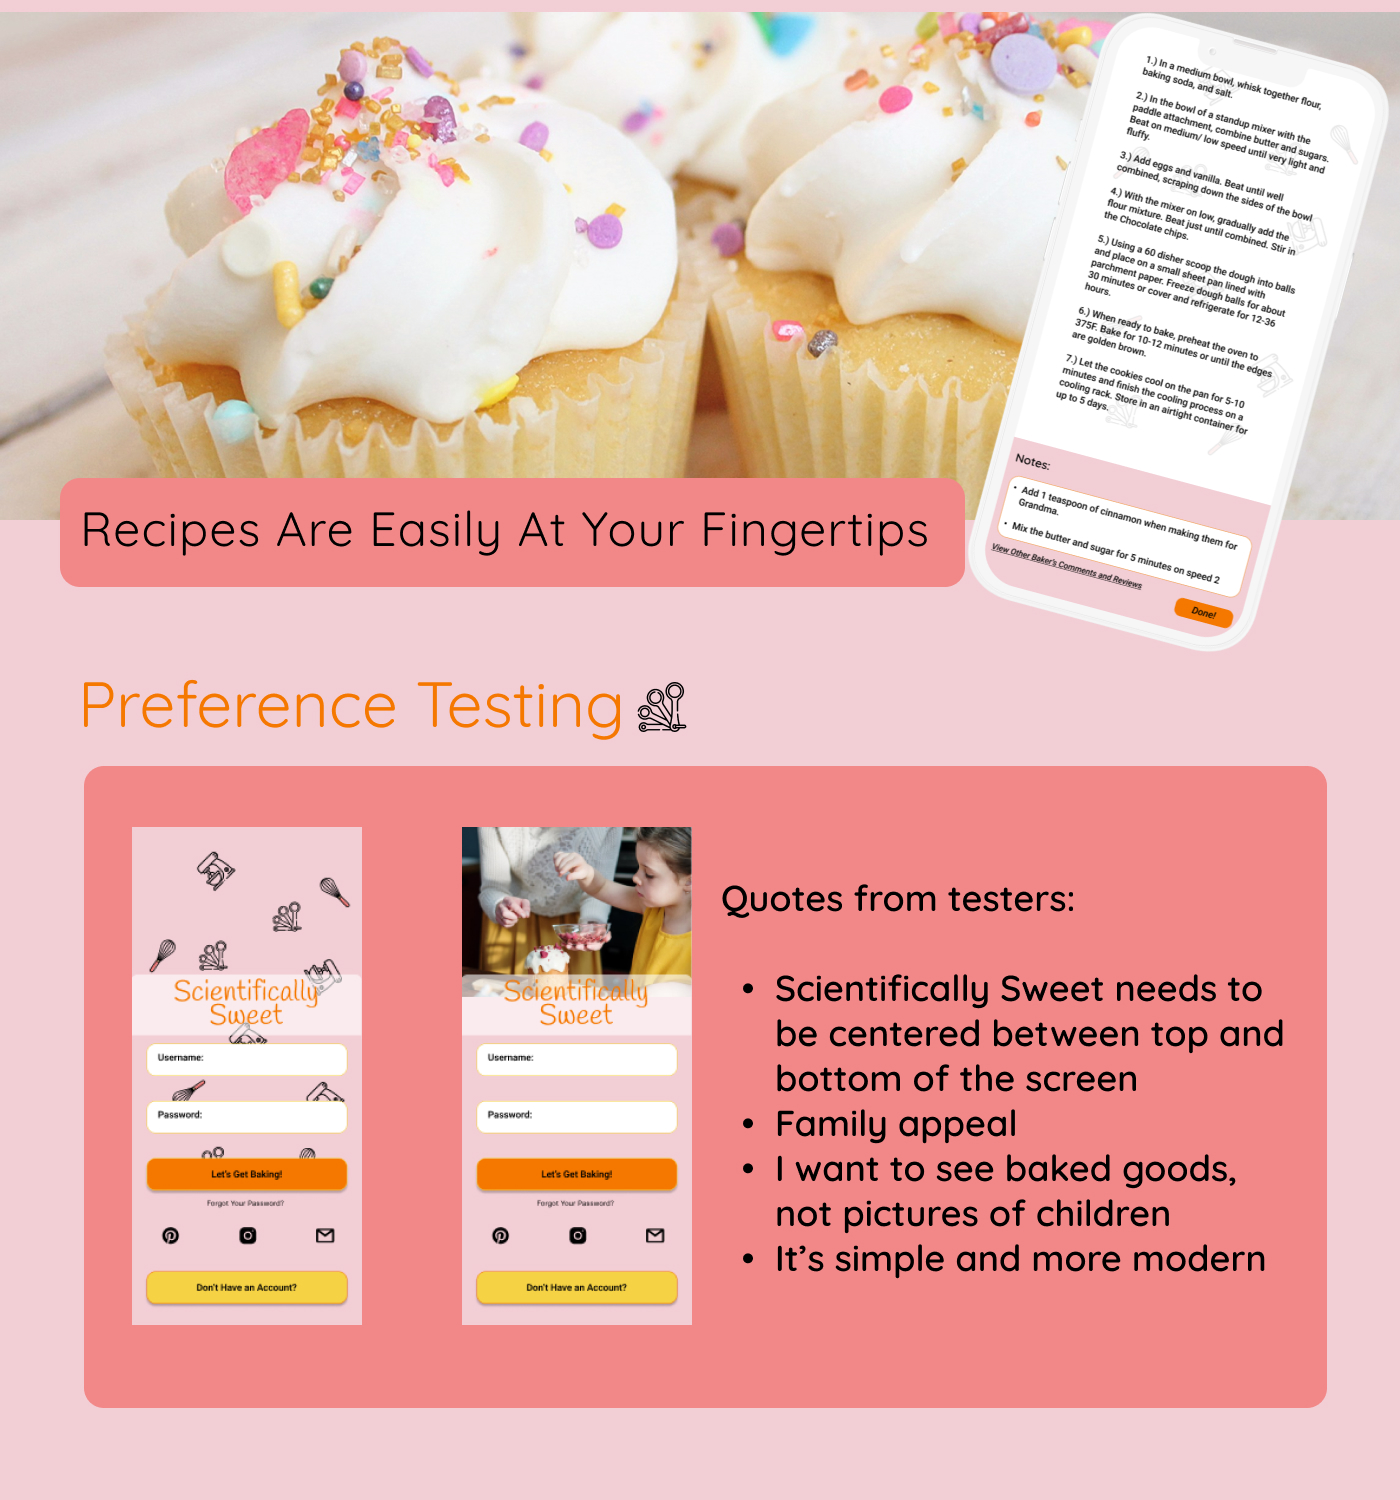 1.) In a medium bowl, whisk together flour,
baking soda, and salt.
2.) In the bowl of a standup mixer with the
paddle attachment, combine butter and sugars.
Beat on medium/ low speed until very light and
fluffy.
3.) Add eggs and vanilla. Beat until well
combined, scraping down the sides of the bowl
4.) With the mixer on low, gradually add the
flour mixture. Beat just until combined. Stir in
the Chocolate chips.
5.) Using a 60 disher scoop the dough into balls
and place on a small sheet pan lined with
parchment paper. Freeze dough balls for about
30 minutes or cover and refrigerate for 12-36
hours.
6.) When ready to bake, preheat the oven to
375F. Bake for 10-12 minutes or until the edges
are golden brown.
7.) Let the cookies cool on the pan for 5-10
minutes and finish the cooling process on a
cooling rack. Store in an airtight container for
up to 5 days.
Notes:
• Add 1 teaspoon of cinnamon when making them for
Grandma.
• Mix the butter and sugar for 5 minutes on speed 2
View Other Baker's Comments and Reviews
Done!
Recipes Are Easily At Your Fingertips
Preference Testing
Scientifically
Sweet
Username:
Password:
Let's Get Baking!
Forgot Your Password?
Don't Have an Account?
Scientifically
Sweet
Username:
Password:
Let's Get Baking!
Forgot Your Password?
Don't Have an Account?
Quotes from testers:
• Scientifically Sweet needs to
be centered between top and
bottom of the screen
• Family appeal
• I want to see baked goods,
not pictures of children
• It's simple and more modern